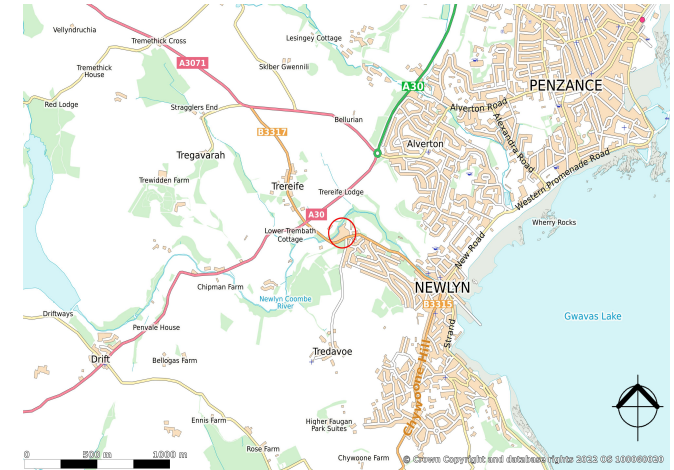 Vellyndruchia
Tremethick Cross
Lesingey Cottage
A3071
Tremethick
House
Skiber Gwennili
A30
PENZANCE
Red Lodge
Stragglers End
Alverton Road
Bellurian
Alexandra Road
B3317
Alverton
Tregavarah
Western Promenade Road
Trewidden Farm
Tereife
Trereife Lodge
A30
Wherry Rocks
Lower Trembath
Cottage
New Road
Chipman Farm
NEWLYN
Newlyn Coombe
River
B3315
Driftways
Gwavas Lake
Penvale House
Strand
Drift
Bellogas Farm
Tredavoe
Chywoone Hill
Ennis Farm
Higher Faugan
Park Suites
Rose Farm
Chywoone Farm
0 500 m 1000 m
© Crown Copyright and database rights 2022 OS 100060020